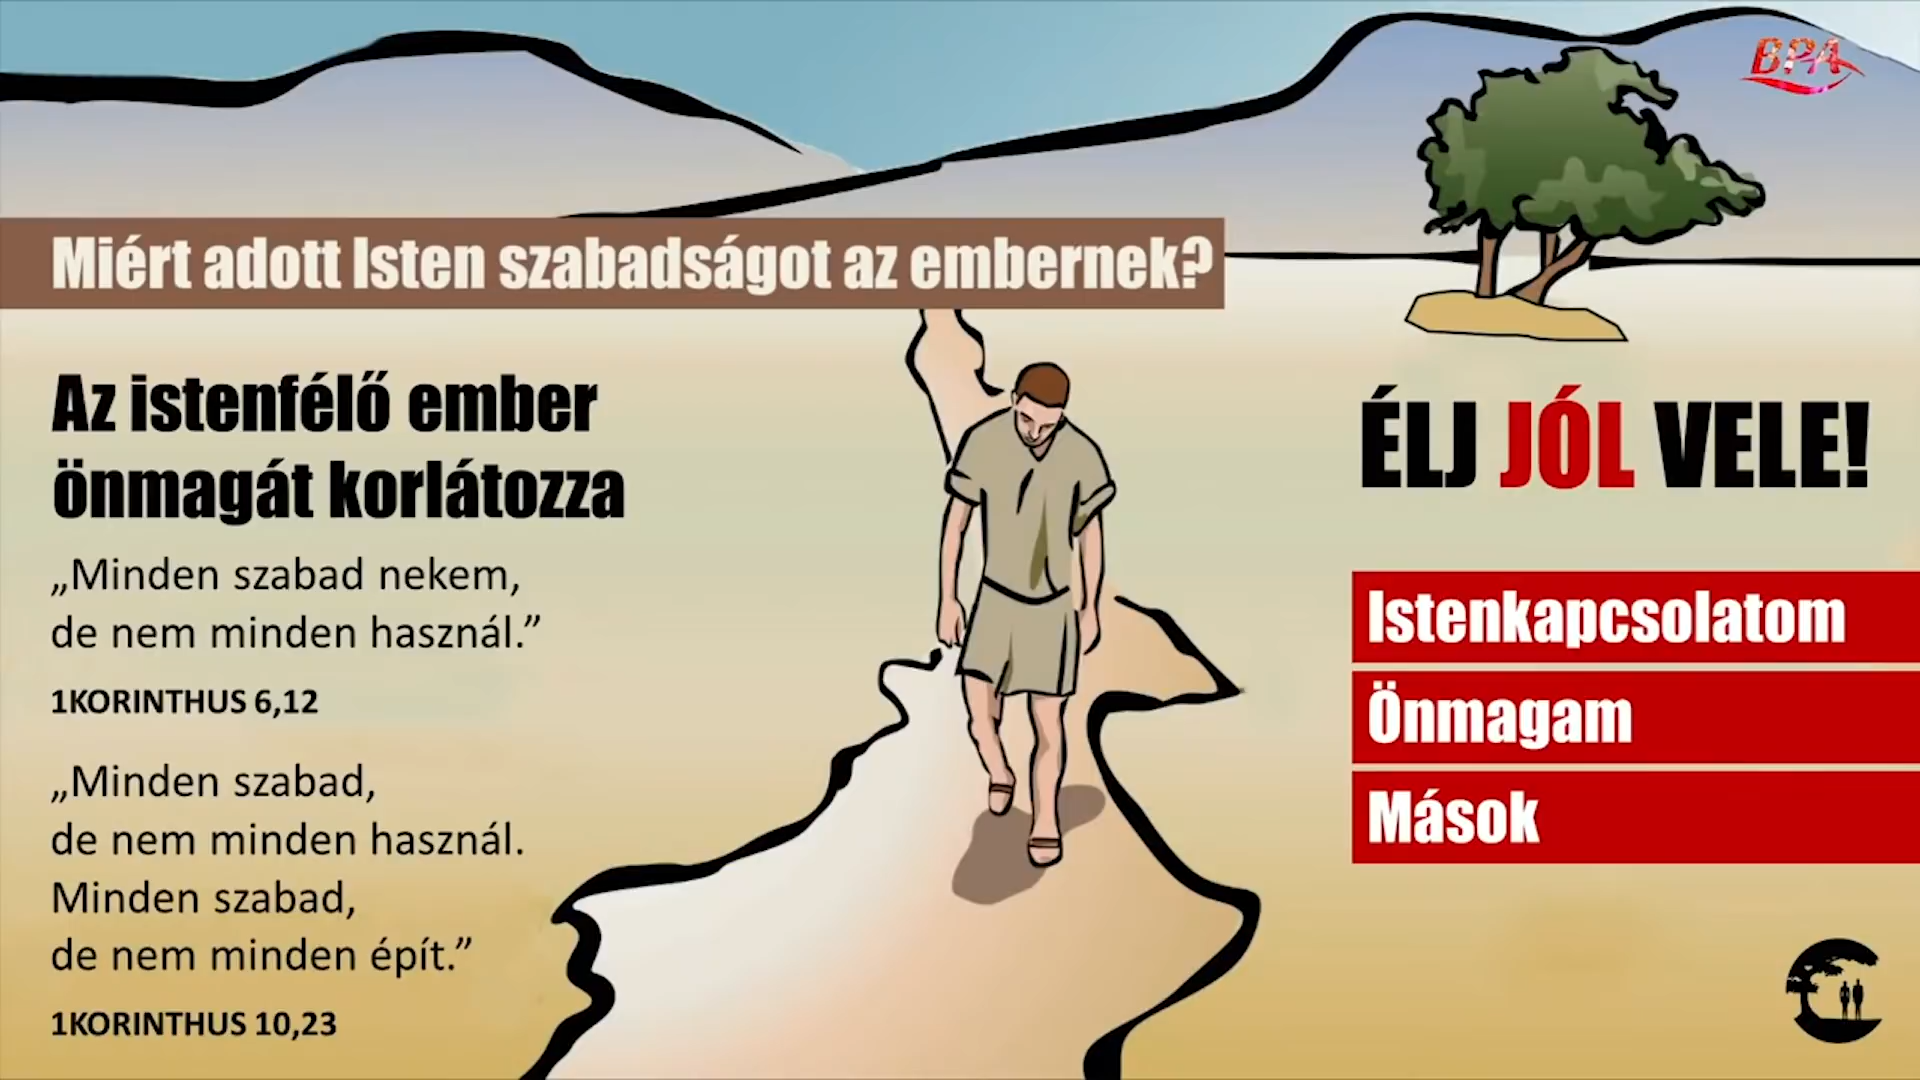 BPA
Miért adott Isten szabadságot az embernek?
Az istenfélő ember
önmagát korlátozza
„Minden szabad nekem,
de nem minden használ.”
1KORINTHUS 6,12
„Minden szabad,
de nem minden használ.
Minden szabad,
de nem minden épít.”
1KORINTHUS 10,23
ÉLJ JÓL VELE!
Istenkapcsolatom
Önmagam
Mások